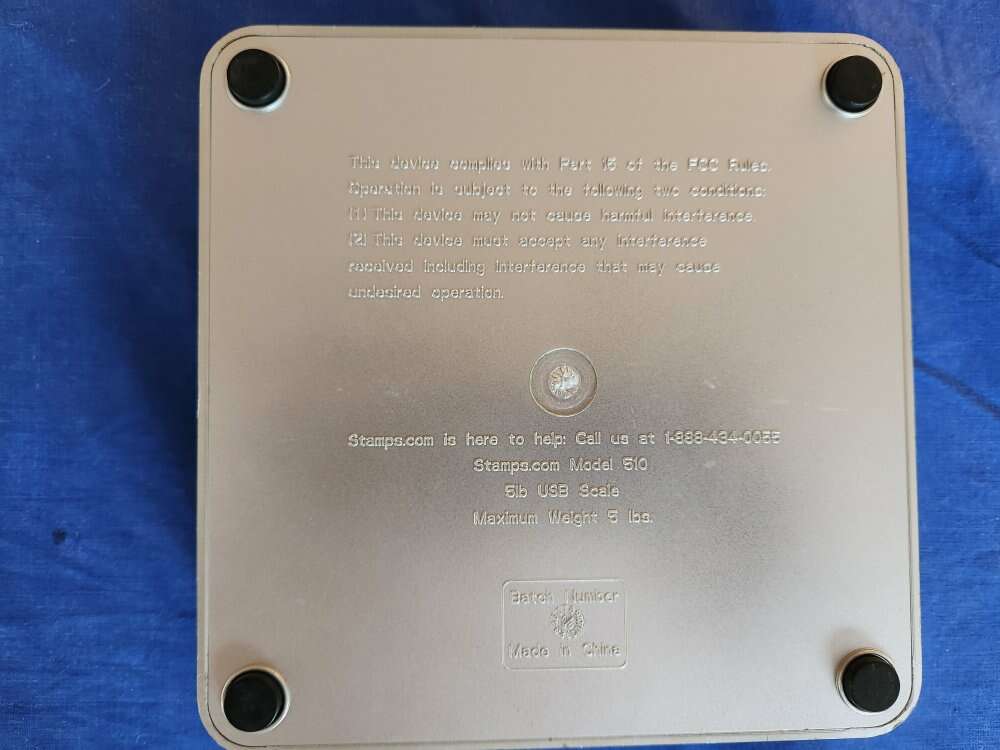 This device complies with Part 15 of the FCC Rules.
Operation is subject to the following two conditions:
(1) This device may not cause harmful interference.
(2) This device must accept any interference
received including interference that may cause
undesired operation.
Stamps.com is here to help: Call us at 1-888-434-0055
Stamps.com Model 510
5lb USB Scale
Maximum Weight 5 lbs.
Batch Number
Made in China